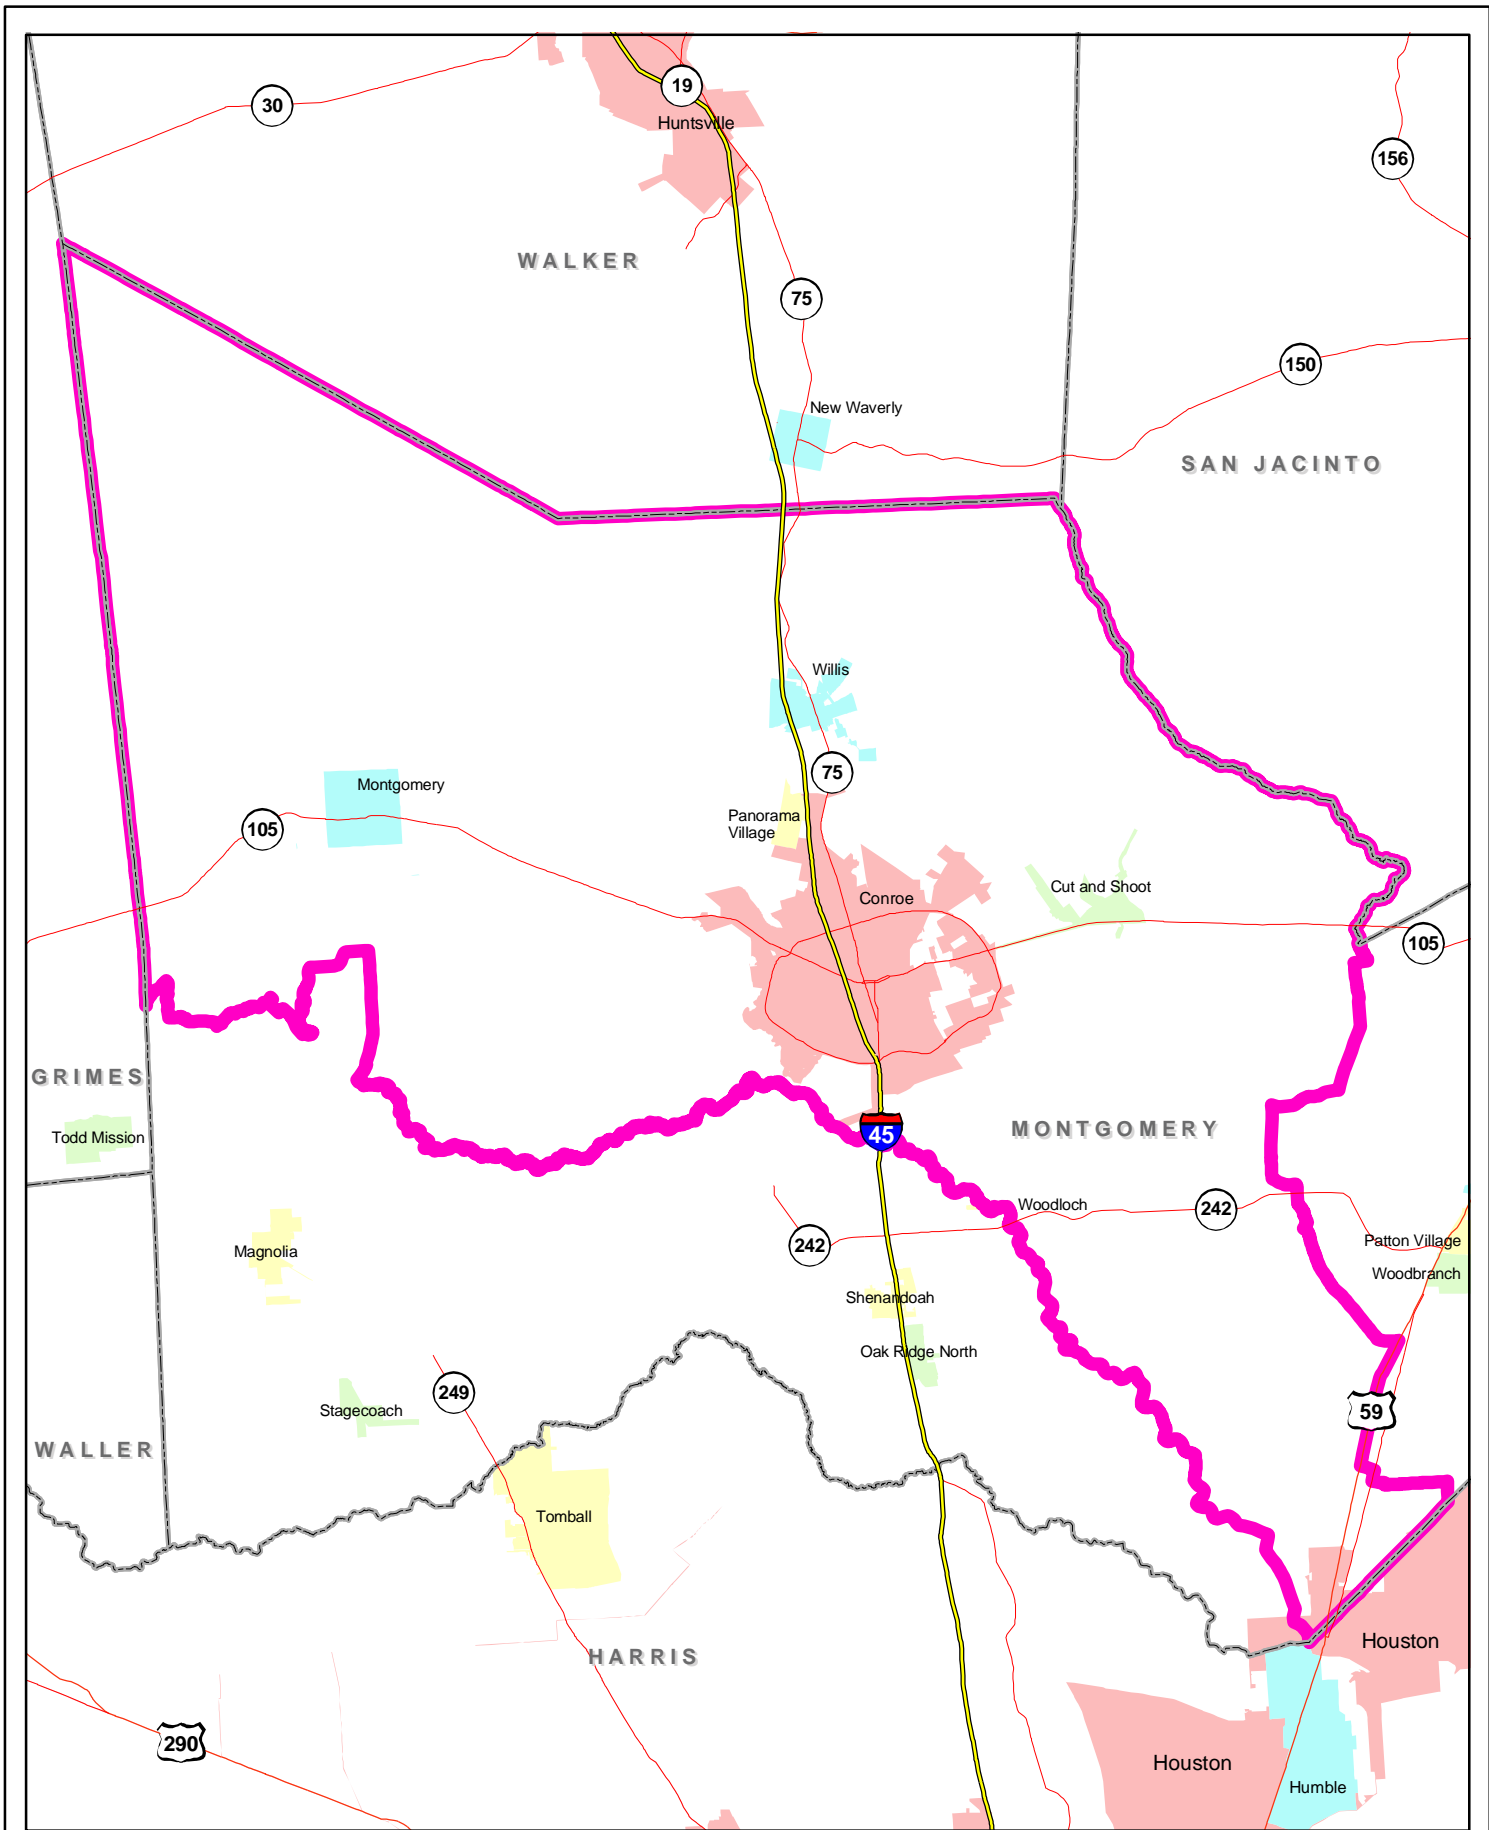 19
30
Huntsville
156
WALKER
75
150
New Waverly
SAN JACINTO
Willis
75
Montgomery
Panorama
Village
105
Conroe
Cut and Shoot
105
GRIMES
Todd Mission
45
MONTGOMERY
Woodloch
242
242
Patton Village
Magnolia
Woodbranch
Shenandoah
Oak Ridge North
249
Stagecoach
59
WALLER
Tomball
HARRIS
Houston
290
Houston
Humble